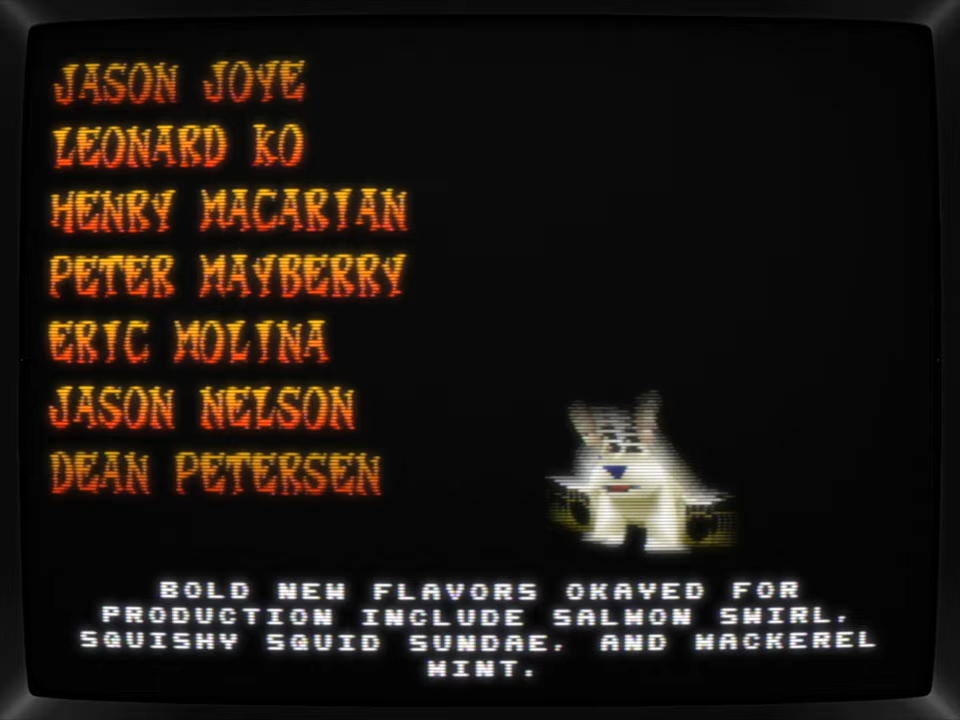 JASON JOYE
LEONARD KO
HENRY MACARIAN
PETER MAYBERRY
ERIC MOLINA
JASON NELSON
DEAN PETERSEN
BOLD NEW FLAVORS OKAYED FOR
PRODUCTION INCLUDE SALMON SWIRL,
SQUISHY SQUID SUNDAE, AND MACKEREL
MINT.